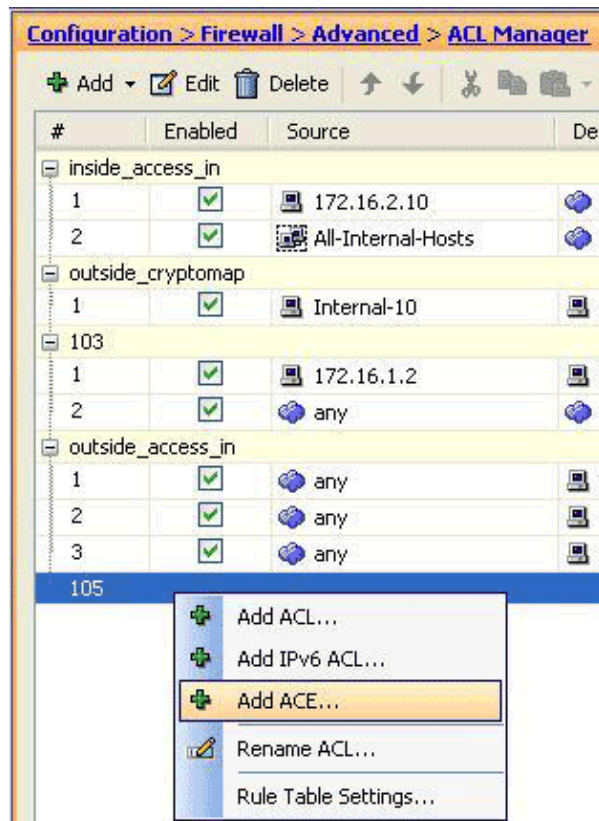 Configuration > Firewall > Advanced > ACL Manager
Add Edit Delete
# Enabled Source De
inside_access_in
1 172.16.2.10
2 All-Internal-Hosts
outside_cryptomap
1 Internal-10
103
1 172.16.1.2
2 any
outside_access_in
1 any
2 any
3 any
105
Add ACL...
Add IPv6 ACL...
Add ACE...
Rename ACL...
Rule Table Settings...